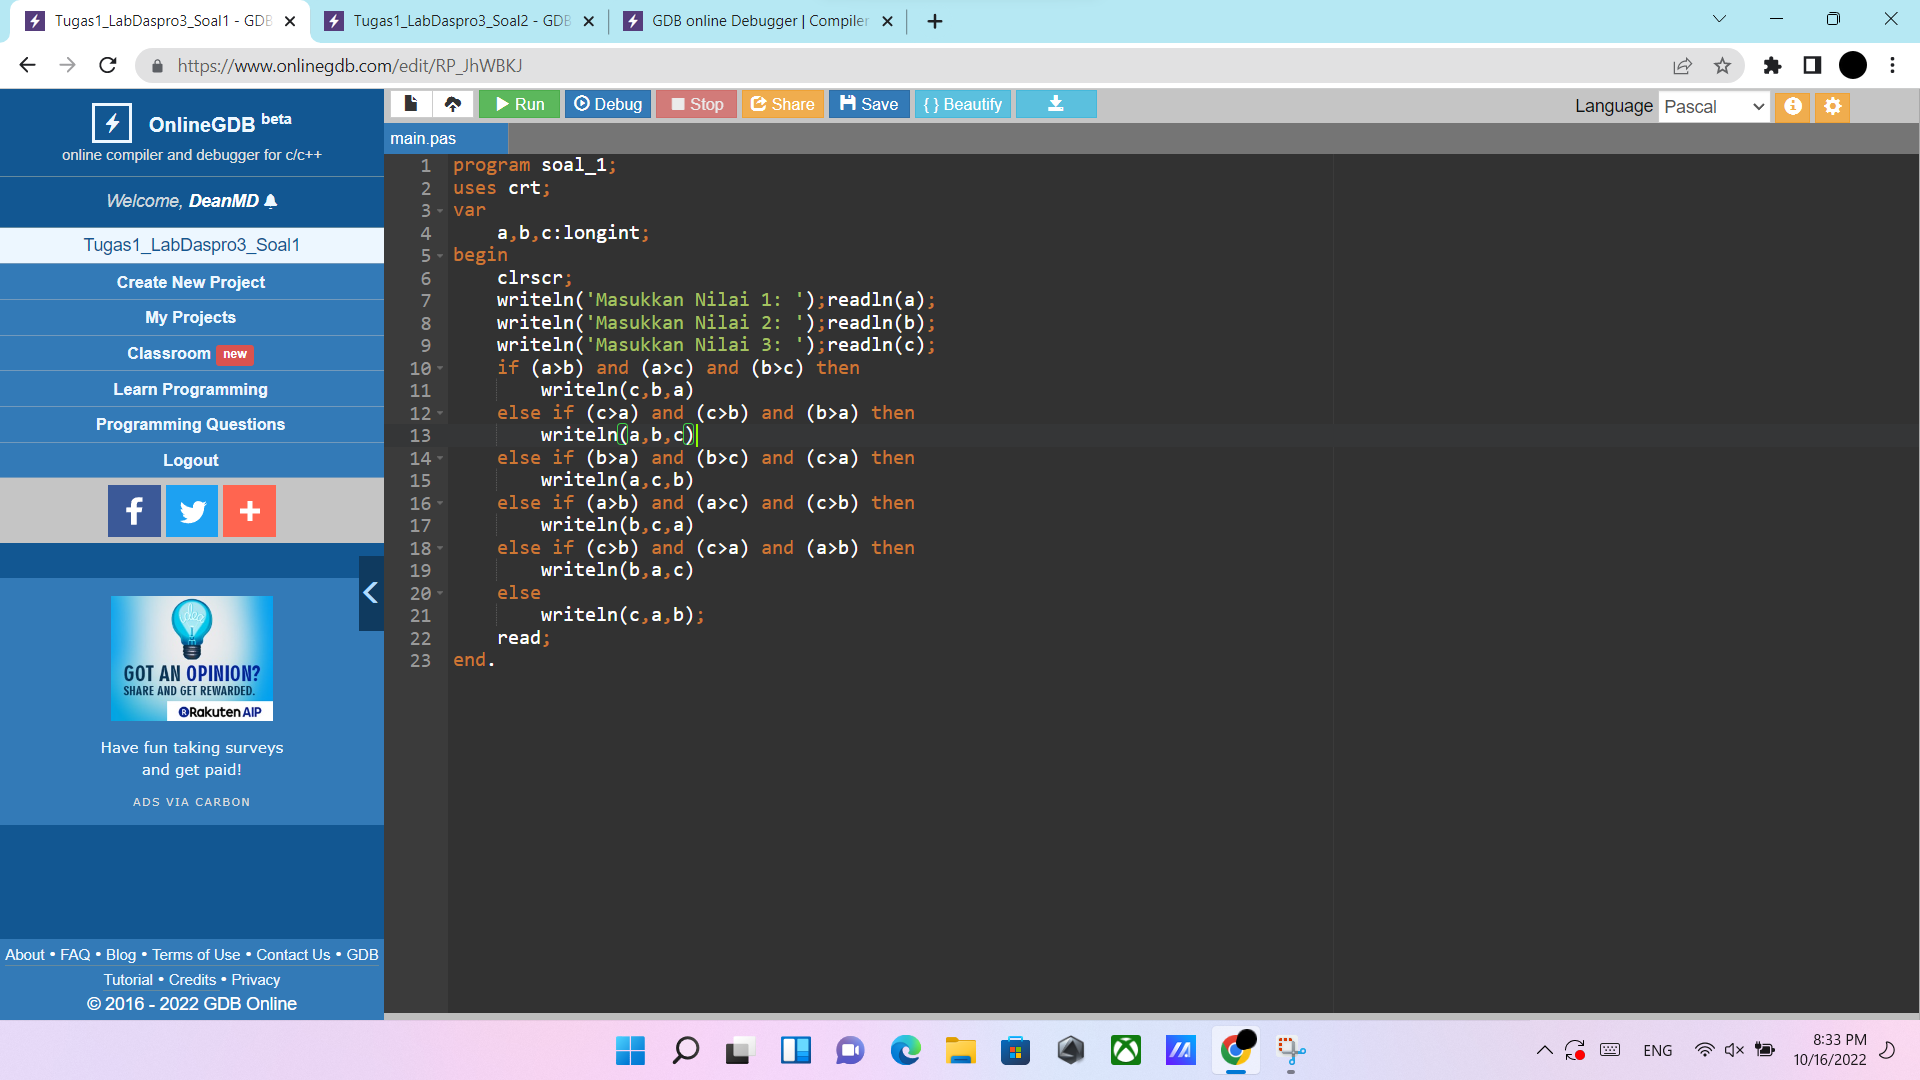 Tugas1_LabDaspro3_Soal1 - GDB
Tugas1_LabDaspro3_Soal2 - GDB
GDB online Debugger | Compiler
https://www.onlinegdb.com/edit/RP_JhWBKJ
OnlineGDB beta
online compiler and debugger for c/c++
Welcome, DeanMD
Tugas1_LabDaspro3_Soal1
Create New Project
My Projects
Classroom new
Learn Programming
Programming Questions
Logout
GOT AN OPINION?
SHARE AND GET REWARDED.
Rakuten AIP
Have fun taking surveys
and get paid!
ADS VIA CARBON
About • FAQ • Blog • Terms of Use • Contact Us • GDB
Tutorial • Credits • Privacy
© 2016 - 2022 GDB Online
Run Debug Stop Share Save { } Beautify
Language Pascal
main.pas
1 program soal_1;
2 uses crt;
3 var
4 a,b,c:longint;
5 begin
6 clrscr;
7 writeln('Masukkan Nilai 1: ');readln(a);
8 writeln('Masukkan Nilai 2: ');readln(b);
9 writeln('Masukkan Nilai 3: ');readln(c);
10 if (a>b) and (a>c) and (b>c) then
11 writeln(c,b,a)
12 else if (c>a) and (c>b) and (b>a) then
13 writeln(a,b,c)
14 else if (b>a) and (b>c) and (c>a) then
15 writeln(a,c,b)
16 else if (a>b) and (a>c) and (c>b) then
17 writeln(b,c,a)
18 else if (c>b) and (c>a) and (a>b) then
19 writeln(b,a,c)
20 else
21 writeln(c,a,b);
22 read;
23 end.
ENG
8:33 PM
10/16/2022